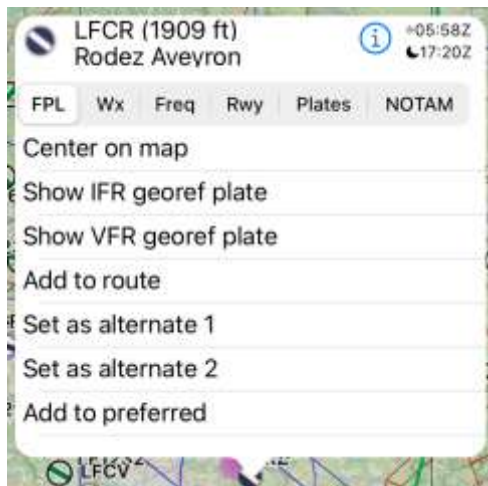 LFCR (1909 ft)
Rodez Aveyron
05:58Z
17:20Z
FPL Wx Freq Rwy Plates NOTAM
Center on map
Show IFR georef plate
Show VFR georef plate
Add to route
Set as alternate 1
Set as alternate 2
Add to preferred
LFCV